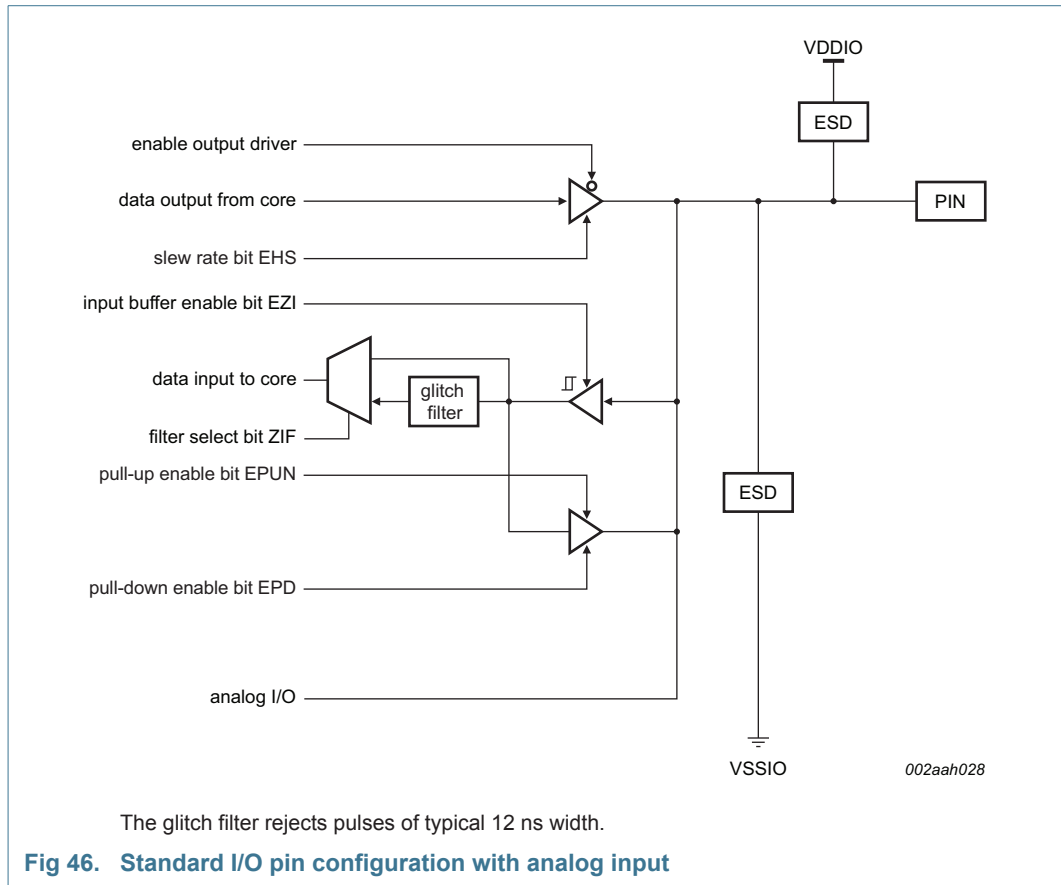 VDDIO
ESD
enable output driver
data output from core
PIN
slew rate bit EHS
input buffer enable bit EZI
data input to core
glitch
filter
filter select bit ZIF
pull-up enable bit EPUN
ESD
pull-down enable bit EPD
analog I/O
VSSIO
002aah028
The glitch filter rejects pulses of typical 12 ns width.
Fig 46. Standard I/O pin configuration with analog input